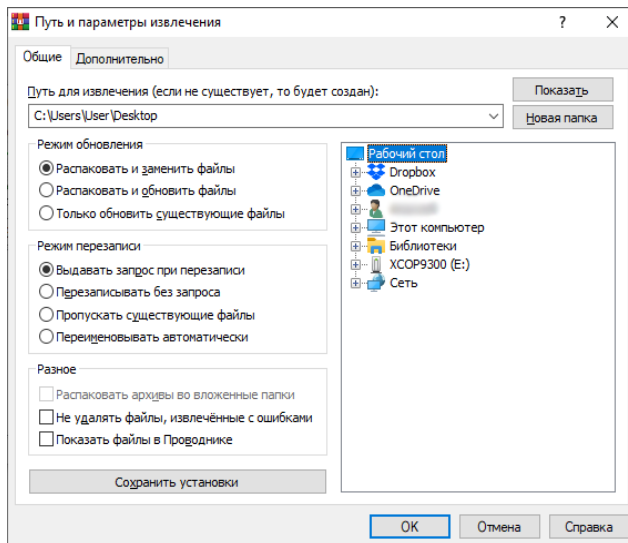 Путь и параметры извлечения
Общие
Дополнительно
Путь для извлечения (если не существует, то будет создан):
Показать
C:\Users\User\Desktop
Новая папка
Режим обновления
Распаковать и заменить файлы
Распаковать и обновить файлы
Только обновить существующие файлы
Режим перезаписи
Выдавать запрос при перезаписи
Перезаписывать без запроса
Пропускать существующие файлы
Переименовывать автоматически
Разное
Распаковать архивы во вложенные папки
Не удалять файлы, извлечённые с ошибками
Показать файлы в Проводнике
Сохранить установки
Рабочий стол
Dropbox
OneDrive
Этот компьютер
Библиотеки
XCOP9300 (E:)
Сеть
OK
Отмена
Справка